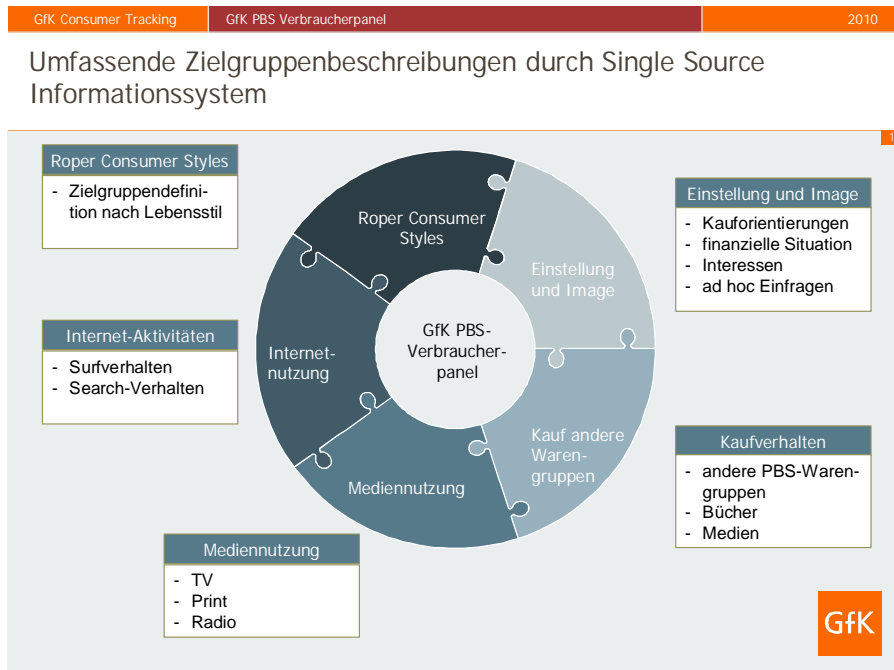 GfK Consumer Tracking
GfK PBS Verbraucherpanel
2010
Umfassende Zielgruppenbeschreibungen durch Single Source
Informationssystem
1
Roper Consumer Styles
- Zielgruppendefini-
tion nach Lebensstil
Internet-Aktivitäten
- Surfverhalten
- Search-Verhalten
Mediennutzung
- TV
- Print
- Radio
Roper Consumer
Styles
Einstellung
und Image
Internet-
nutzung
GfK PBS-
Verbraucher-
panel
Kauf andere
Waren-
gruppen
Mediennutzung
Einstellung und Image
- Kauforientierungen
- finanzielle Situation
- Interessen
- ad hoc Einfragen
Kaufverhalten
- andere PBS-Waren-
gruppen
- Bücher
- Medien
GfK